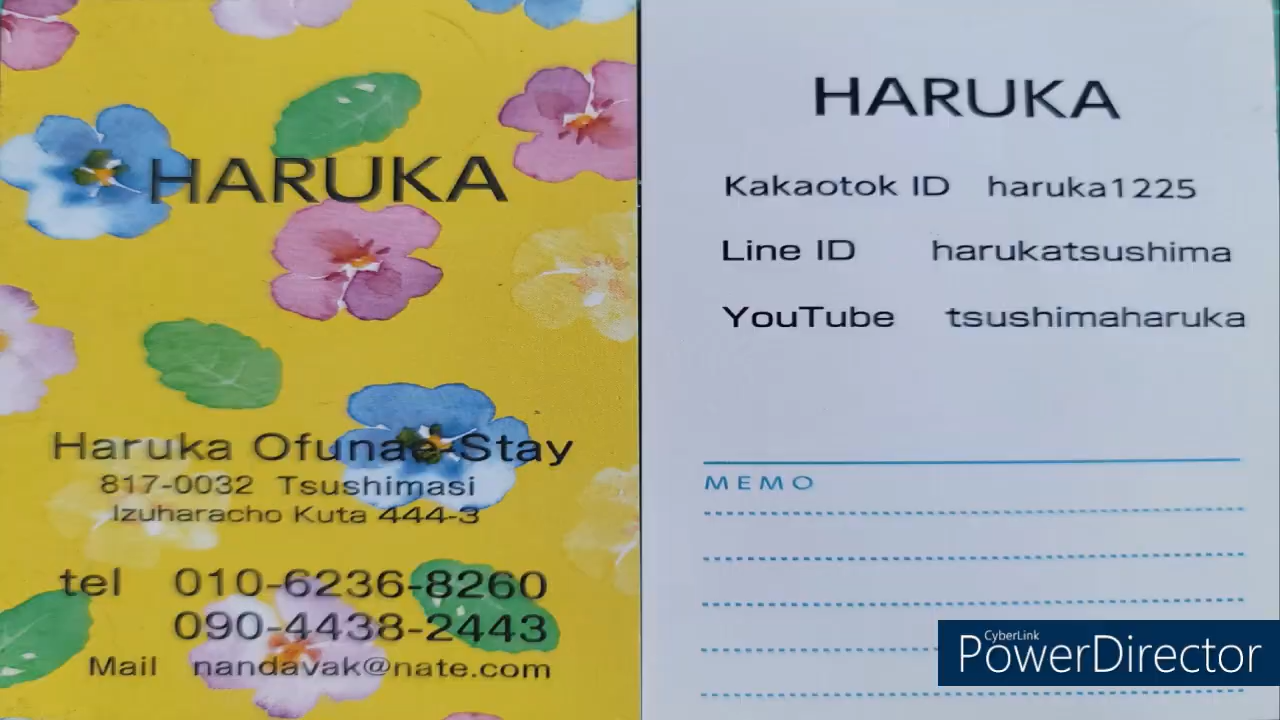 HARUKA
Haruka Ofunae Stay
817-0032 Tsushimasi
Izuharacho Kuta 444-3
tel 010-6236-8260
090-4438-2443
Mail nandavak@nate.com
HARUKA
Kakaotok ID haruka1225
Line ID harukatsushima
YouTube tsushimaharuka
MEMO
CyberLink
PowerDirector